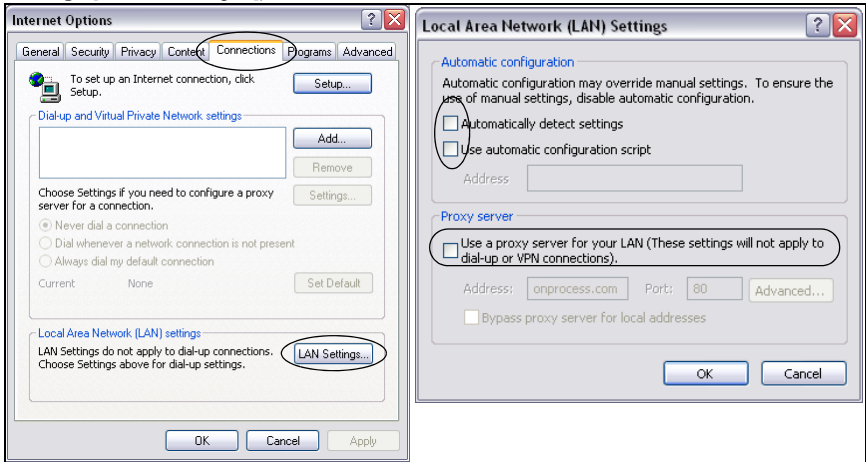 Internet Options
General Security Privacy Content Connections Programs Advanced
To set up an Internet connection, click
Setup.
Setup...
Dial-up and Virtual Private Network settings
Add...
Remove
Choose Settings if you need to configure a proxy
server for a connection.
Settings...
Never dial a connection
Dial whenever a network connection is not present
Always dial my default connection
Current None
Set Default
Local Area Network (LAN) settings
LAN Settings do not apply to dial-up connections.
Choose Settings above for dial-up settings.
LAN Settings...
OK Cancel Apply
Local Area Network (LAN) Settings
Automatic configuration
Automatic configuration may override manual settings. To ensure the
use of manual settings, disable automatic configuration.
Automatically detect settings
Use automatic configuration script
Address
Proxy server
Use a proxy server for your LAN (These settings will not apply to
dial-up or VPN connections).
Address: onprocess.com Port: 80 Advanced...
Bypass proxy server for local addresses
OK Cancel